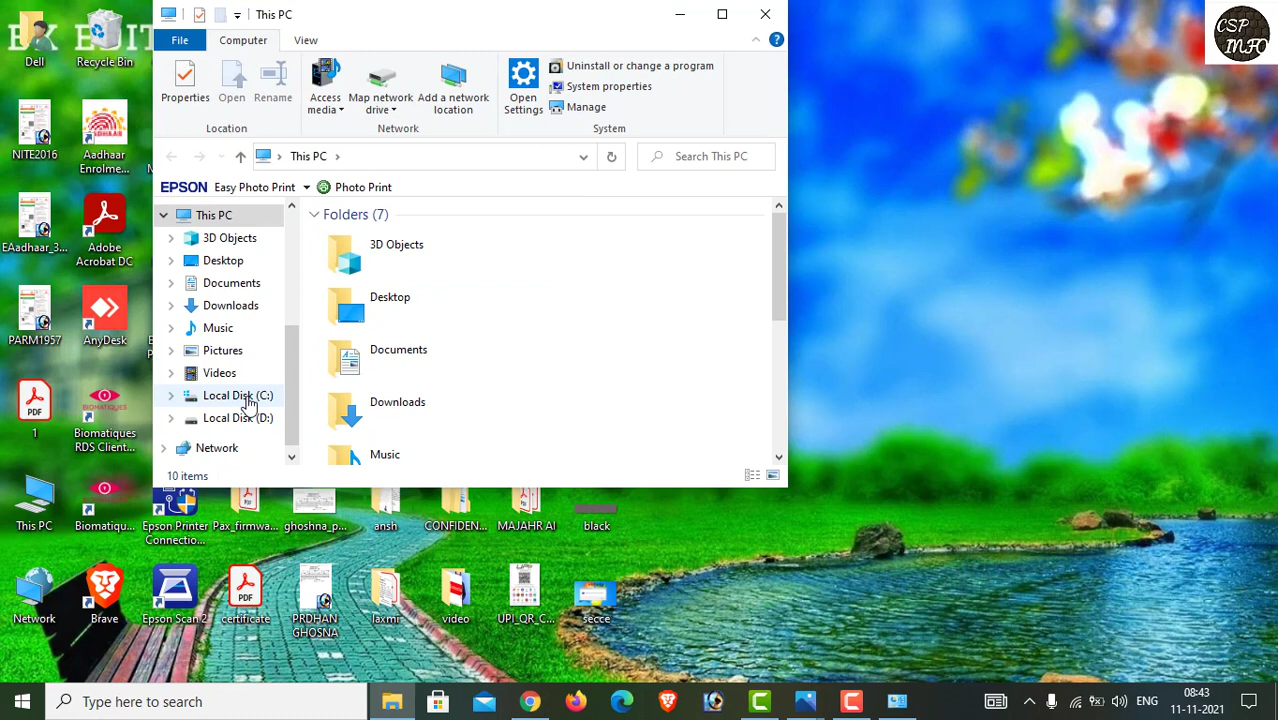 This PC
CSP
INFO
File
Computer
View
Uninstall or change a program
System properties
Manage
Properties
Open
Rename
Access
media
Map network
drive
Add a network
location
Open
Settings
Location
Network
System
This PC
Search This PC
EPSON Easy Photo Print
Photo Print
This PC
3D Objects
Desktop
Documents
Downloads
Music
Pictures
Videos
Local Disk (C:)
Local Disk (D:)
Network
Folders (7)
3D Objects
Desktop
Documents
Downloads
Music
10 items
EDIT
Dell
Recycle Bin
NITE2016
Aadhaar
Enrolme...
EAadhaar_3...
Adobe
Acrobat DC
PARM1957
AnyDesk
PDF
1
BIOMATIQUES
Biomatiques
RDS Client...
This PC
Biomatiqu...
Epson Printer
Connectio...
Pax_firmwa...
ghoshna_p...
ansh
CONFIDEN...
MAJAHR AI
black
Network
Brave
Epson Scan 2
PDF
certificate
PRDHAN
GHOSNA
laxmi
video
UPI_QR_C...
secce
Type here to search
ENG
08:43
11-11-2021